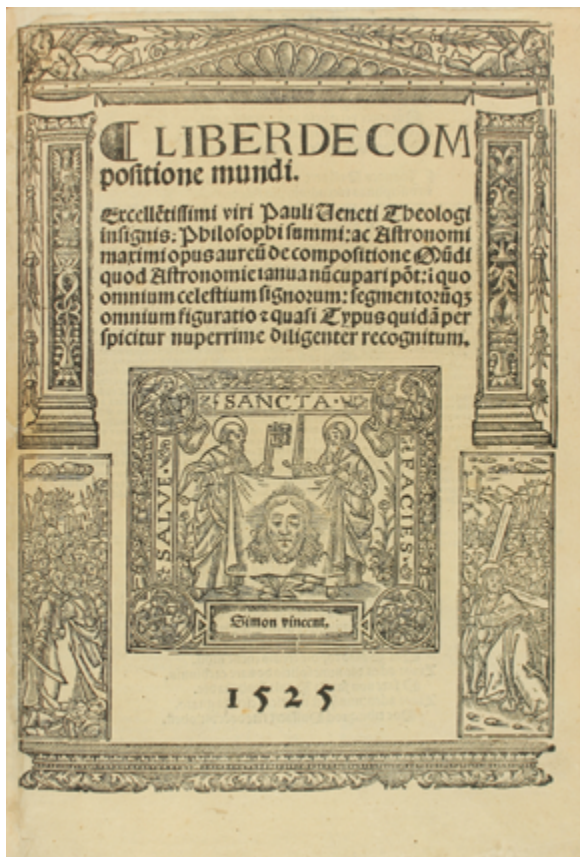 ¶ LIBER DE COM
positione mundi.
Excellētissimi viri Pauli Veneti Theologi
insignis: Philosophi summi: ac Astronomi
maximi opus aureū de compositione Mūdi
quod Astronomie ianua nūcupari pōt: ī quo
omnium celestium signorum: segmentorūqꝫ
omnium figuratio ⁊ quasi Typus quidā per
spicitur nuperrime diligenter recognitum.
SALVE
SANCTA
FACIES
Simon vincent.
1525